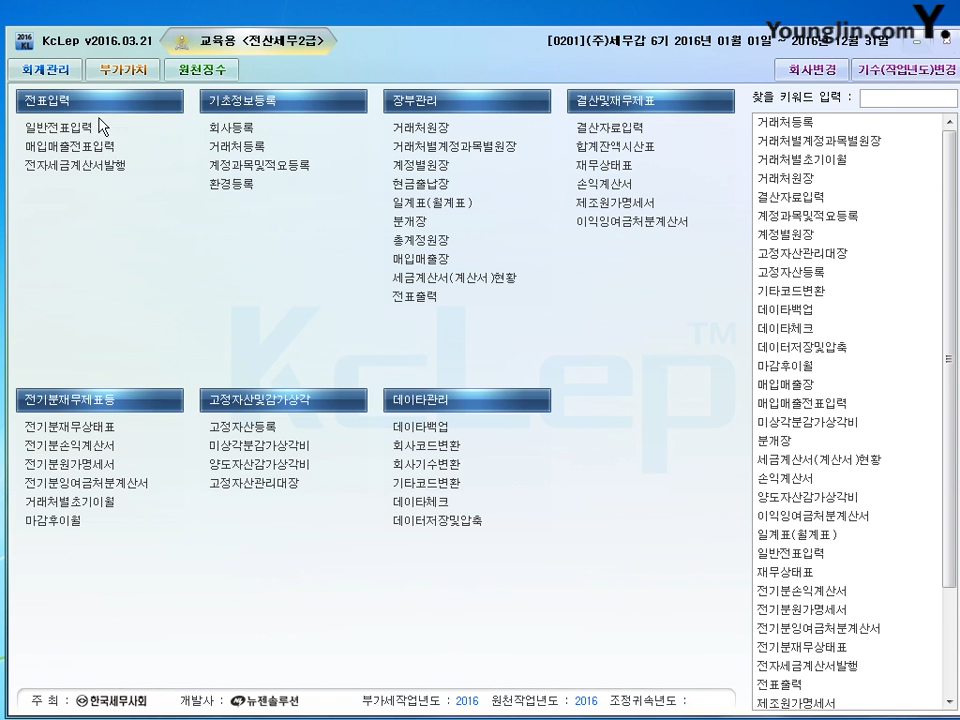 Youngjin.com Y.
2016 KL KcLep v2016.03.21 교육용 <전산세무2급> [0201](주)세무갑 6기 2016년 01월 01일 ~ 2016년 12월 31일
회계관리 부가가치 원천징수 회사변경 기수(작업년도)변경
전표입력
일반전표입력
매입매출전표입력
전자세금계산서발행
기초정보등록
회사등록
거래처등록
계정과목및적요등록
환경등록
장부관리
거래처원장
거래처별계정과목별원장
계정별원장
현금출납장
일계표(월계표)
분개장
총계정원장
매입매출장
세금계산서(계산서)현황
전표출력
결산및재무제표
결산자료입력
합계잔액시산표
재무상태표
손익계산서
제조원가명세서
이익잉여금처분계산서
전기분재무제표등
전기분재무상태표
전기분손익계산서
전기분원가명세서
전기분잉여금처분계산서
거래처별초기이월
마감후이월
고정자산및감가상각
고정자산등록
미상각분감가상각비
양도자산감가상각비
고정자산관리대장
데이타관리
데이타백업
회사코드변환
회사기수변환
기타코드변환
데이타체크
데이터저장및압축
KcLep TM
찾을 키워드 입력 :
거래처등록
거래처별계정과목별원장
거래처별초기이월
거래처원장
결산자료입력
계정과목및적요등록
계정별원장
고정자산관리대장
고정자산등록
기타코드변환
데이타백업
데이타체크
데이터저장및압축
마감후이월
매입매출장
매입매출전표입력
미상각분감가상각비
분개장
세금계산서(계산서)현황
손익계산서
양도자산감가상각비
이익잉여금처분계산서
일계표(월계표)
일반전표입력
재무상태표
전기분손익계산서
전기분원가명세서
전기분잉여금처분계산서
전기분재무상태표
전자세금계산서발행
전표출력
제조원가명세서
주 최 : 한국세무사회 개발사 : 뉴젠솔루션 부가세작업년도 : 2016 원천작업년도 : 2016 조정귀속년도 :